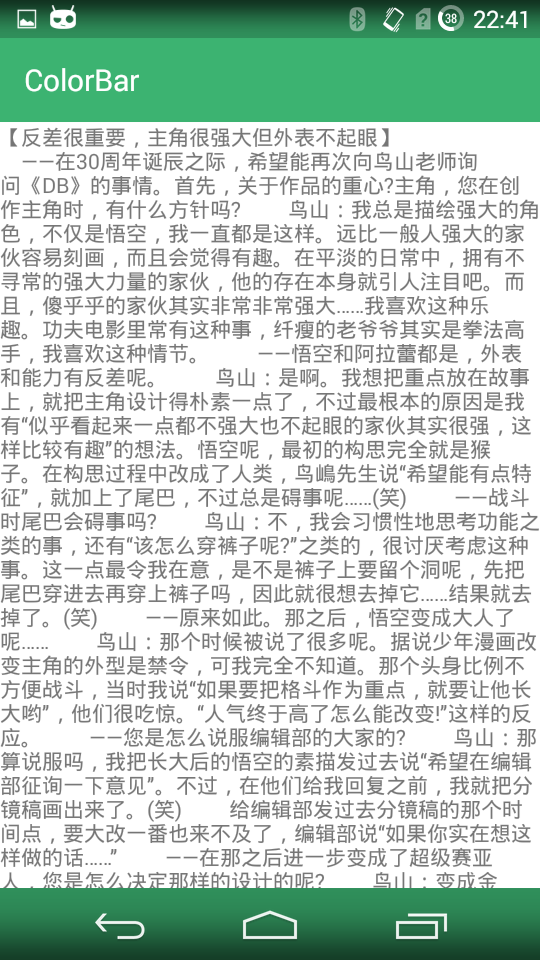 38 22:41
ColorBar
【反差很重要，主角很强大但外表不起眼】
——在30周年诞辰之际，希望能再次向鸟山老师询
问《DB》的事情。首先，关于作品的重心?主角，您在创
作主角时，有什么方针吗? 鸟山：我总是描绘强大的角
色，不仅是悟空，我一直都是这样。远比一般人强大的家
伙容易刻画，而且会觉得有趣。在平淡的日常中，拥有不
寻常的强大力量的家伙，他的存在本身就引人注目吧。而
且，傻乎乎的家伙其实非常非常强大……我喜欢这种乐
趣。功夫电影里常有这种事，纤瘦的老爷爷其实是拳法高
手，我喜欢这种情节。 ——悟空和阿拉蕾都是，外表
和能力有反差呢。 鸟山：是啊。我想把重点放在故事
上，就把主角设计得朴素一点了，不过最根本的原因是我
有“似乎看起来一点都不强大也不起眼的家伙其实很强，这
样比较有趣”的想法。悟空呢，最初的构思完全就是猴
子。在构思过程中改成了人类，鸟嶋先生说“希望能有点特
征”，就加上了尾巴，不过总是碍事呢……(笑) ——战斗
时尾巴会碍事吗? 鸟山：不，我会习惯性地思考功能之
类的事，还有“该怎么穿裤子呢?”之类的，很讨厌考虑这种
事。这一点最令我在意，是不是裤子上要留个洞呢，先把
尾巴穿进去再穿上裤子吗，因此就很想去掉它……结果就去
掉了。(笑) ——原来如此。那之后，悟空变成大人了
呢…… 鸟山：那个时候被说了很多呢。据说少年漫画改
变主角的外型是禁令，可我完全不知道。那个头身比例不
方便战斗，当时我说“如果要把格斗作为重点，就要让他长
大哟”，他们很吃惊。“人气终于高了怎么能改变!”这样的反
应。 ——您是怎么说服编辑部的大家的? 鸟山：那
算说服吗，我把长大后的悟空的素描发过去说“希望在编辑
部征询一下意见”。不过，在他们给我回复之前，我就把分
镜稿画出来了。(笑) 给编辑部发过去分镜稿的那个时
间点，要大改一番也来不及了，编辑部说“如果你实在想这
样做的话……” ——在那之后进一步变成了超级赛亚
人，您是怎么决定那样的设计的呢? 鸟山：变成金